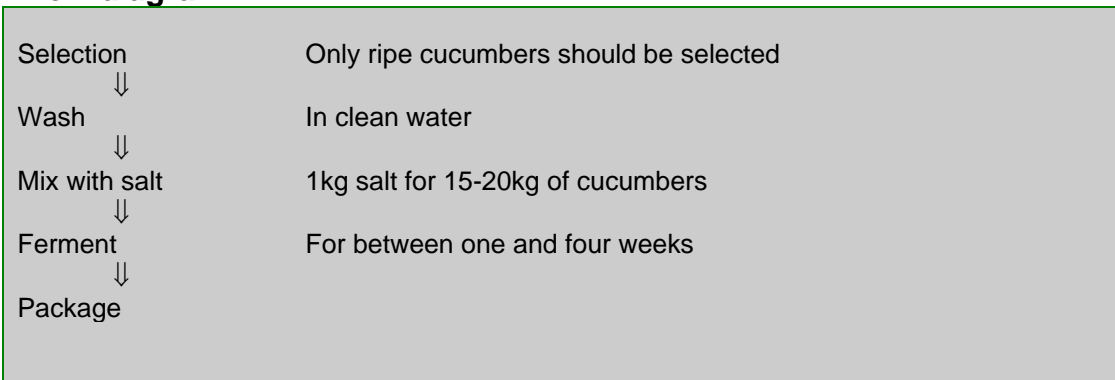 Selection Only ripe cucumbers should be selected
⇓
Wash In clean water
⇓
Mix with salt 1kg salt for 15-20kg of cucumbers
⇓
Ferment For between one and four weeks
⇓
Package